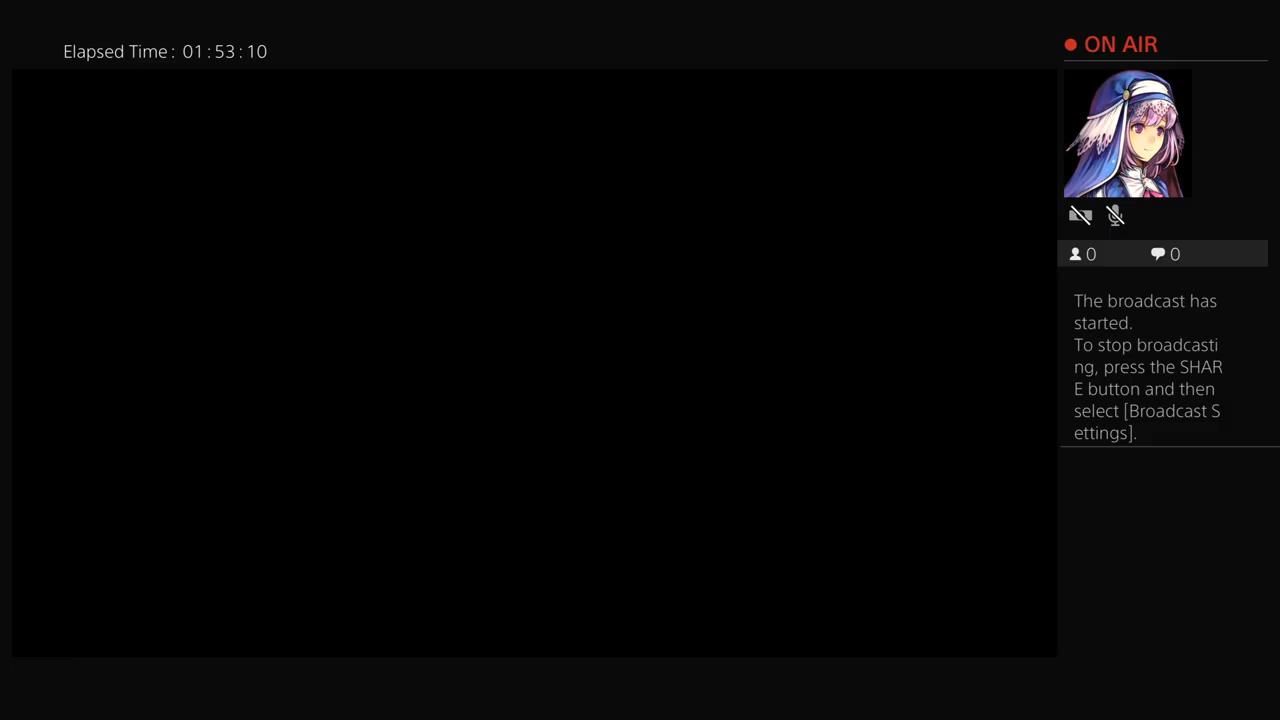 Elapsed Time: 01:53:10
ON AIR
0 0
The broadcast has
started.
To stop broadcasti
ng, press the SHAR
E button and then
select [Broadcast S
ettings].